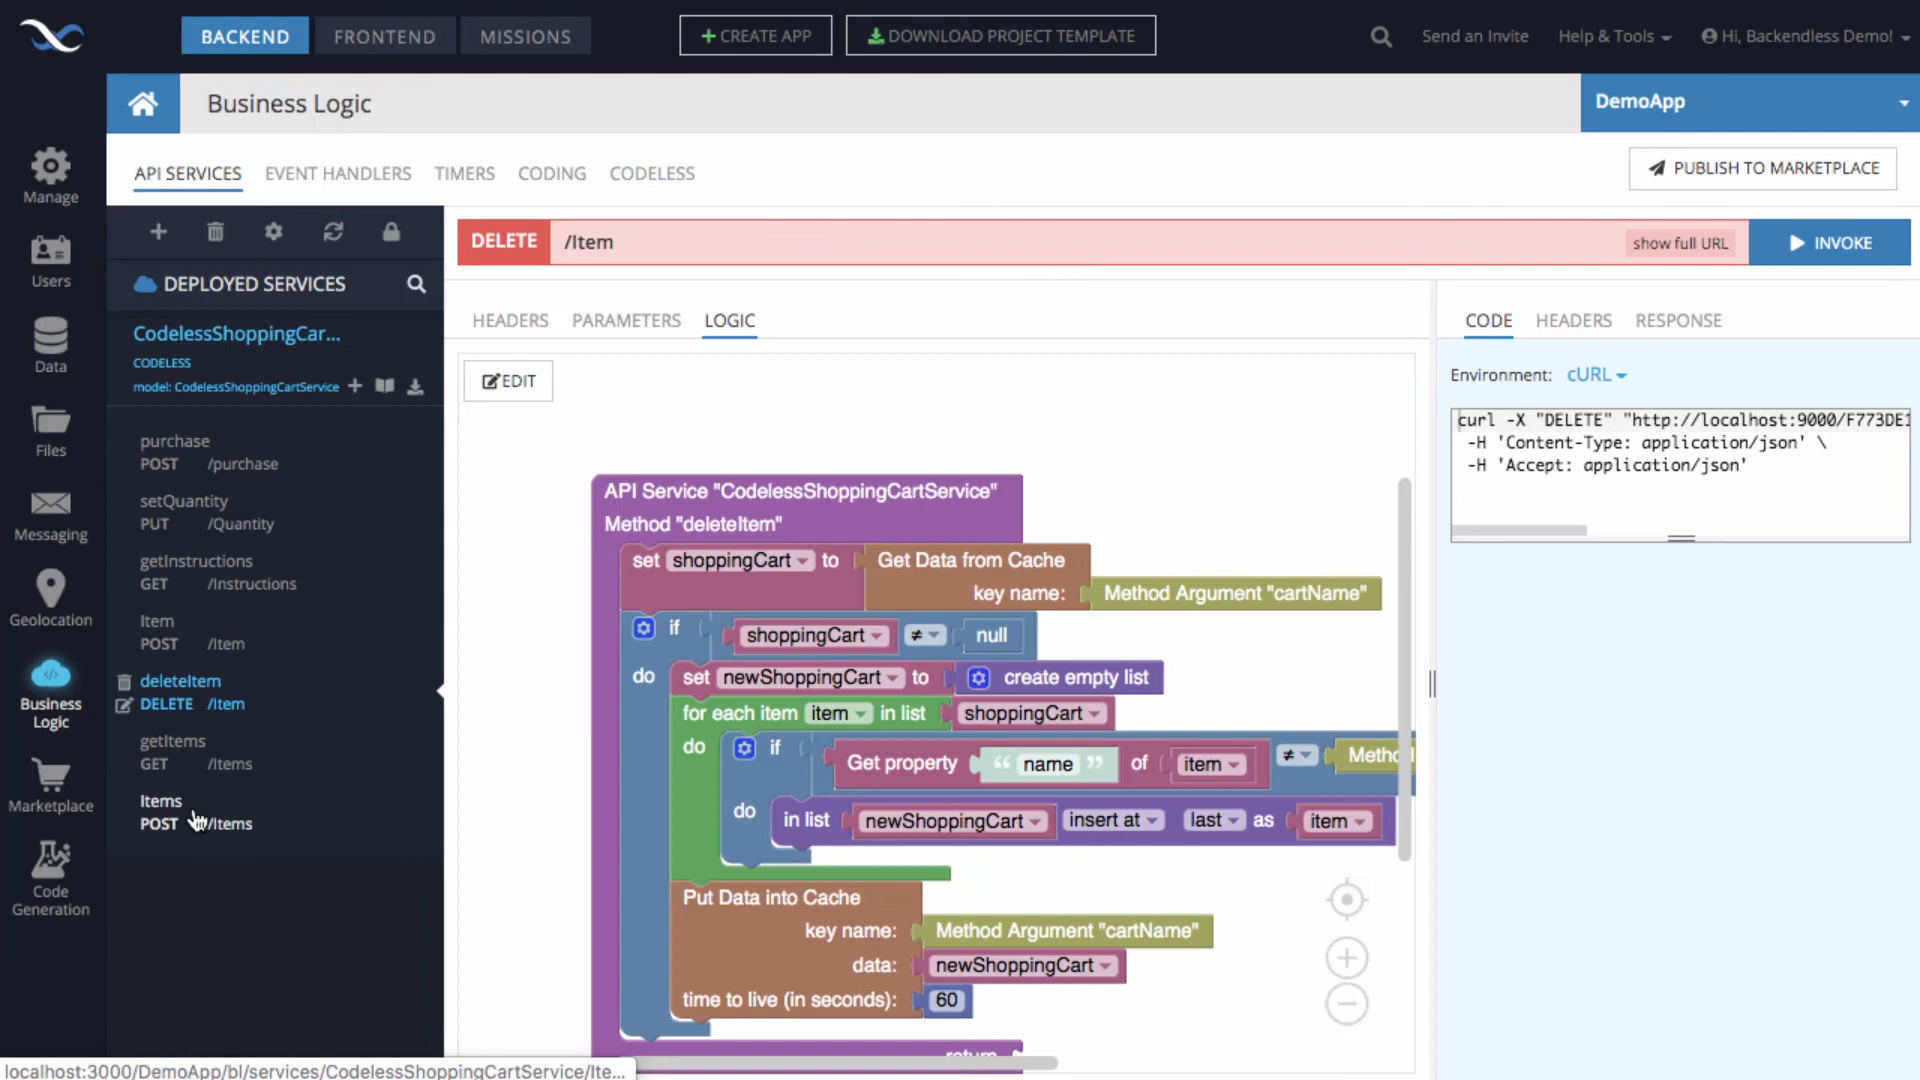 BACKEND FRONTEND MISSIONS + CREATE APP DOWNLOAD PROJECT TEMPLATE Send an Invite Help & Tools Hi, Backendless Demo!
Business Logic DemoApp
API SERVICES EVENT HANDLERS TIMERS CODING CODELESS PUBLISH TO MARKETPLACE
Manage
Users
Data
Files
Messaging
Geolocation
Business
Logic
Marketplace
Code
Generation
DEPLOYED SERVICES
CodelessShoppingCar...
CODELESS
model: CodelessShoppingCartService
purchase
POST /purchase
setQuantity
PUT /Quantity
getInstructions
GET /Instructions
Item
POST /Item
deleteItem
DELETE /Item
getItems
GET /Items
Items
POST /Items
DELETE /Item show full URL INVOKE
HEADERS PARAMETERS LOGIC
EDIT
API Service "CodelessShoppingCartService"
Method "deleteItem"
set shoppingCart to Get Data from Cache
key name: Method Argument "cartName"
if shoppingCart ≠ null
do set newShoppingCart to create empty list
for each item item in list shoppingCart
do if Get property “ name ” of item ≠
do in list newShoppingCart insert at last as item
Put Data into Cache
key name: Method Argument "cartName"
data: newShoppingCart
time to live (in seconds): 60
return
CODE HEADERS RESPONSE
Environment: cURL
curl -X "DELETE" "http://localhost:9000/F773DE1
-H 'Content-Type: application/json' \
-H 'Accept: application/json'
localhost:3000/DemoApp/bl/services/CodelessShoppingCartService/Ite...